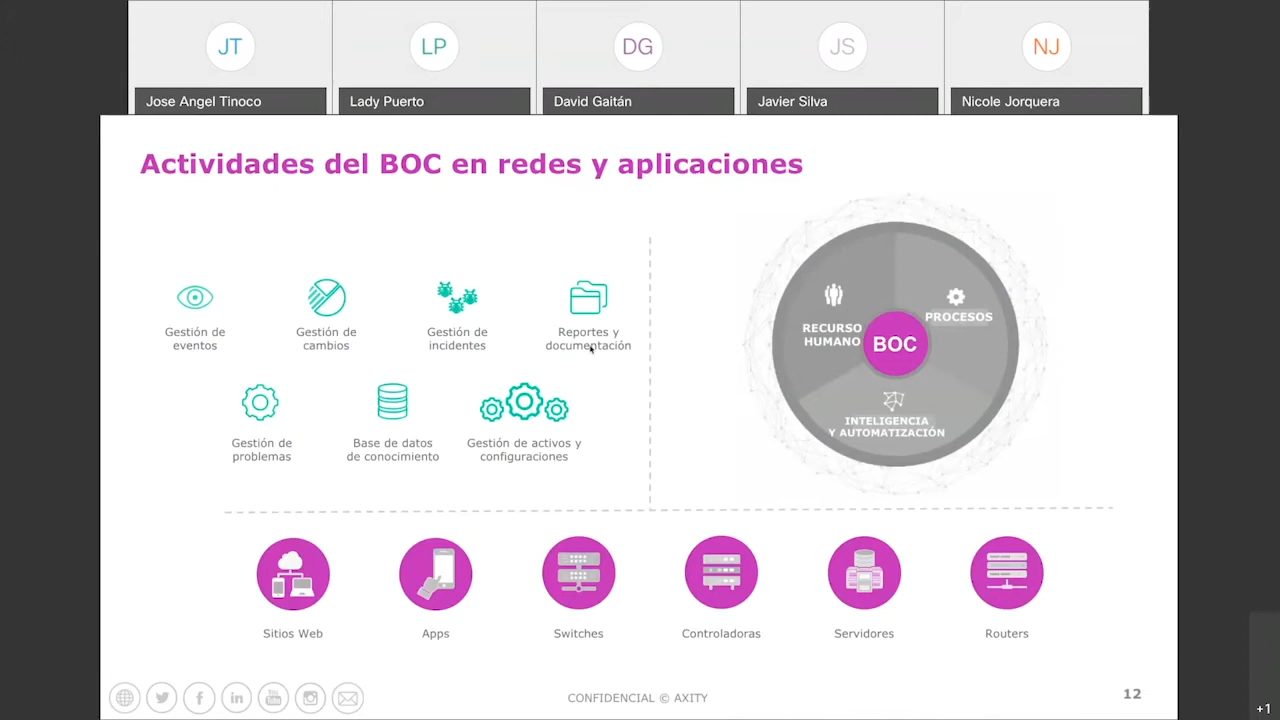 JT
LP
DG
JS
NJ
Jose Angel Tinoco
Lady Puerto
David Gaitán
Javier Silva
Nicole Jorquera
Actividades del BOC en redes y aplicaciones
Gestión de
eventos
Gestión de
cambios
Gestión de
incidentes
Reportes y
documentación
Gestión de
problemas
Base de datos
de conocimiento
Gestión de activos y
configuraciones
RECURSO
HUMANO
PROCESOS
BOC
INTELIGENCIA
Y AUTOMATIZACIÓN
Sitios Web
Apps
Switches
Controladoras
Servidores
Routers
CONFIDENCIAL © AXITY
12
+1